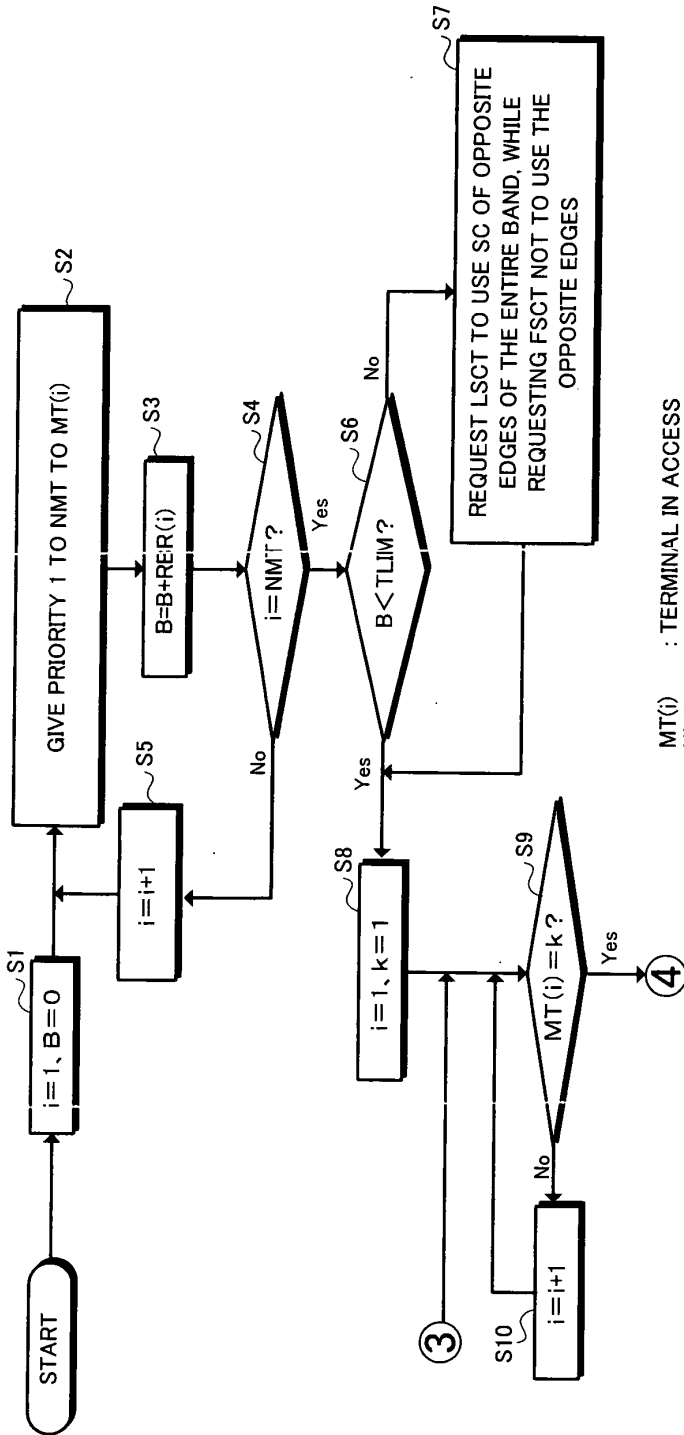 START
S1
i=1、B=0
S2
GIVE PRIORITY 1 TO NMT TO MT(i)
S3
B=B+RBR(i)
S4
i=NMT?
No
Yes
S5
i=i+1
S6
B<TLIM?
No
Yes
S7
REQUEST LSCT TO USE SC OF OPPOSITE
EDGES OF THE ENTIRE BAND, WHILE
REQUESTING FSCT NOT TO USE THE
OPPOSITE EDGES
S8
i=1、k=1
③
S9
MT(i)=k?
No
Yes
S10
i=i+1
④
MT(i) : TERMINAL IN ACCESS